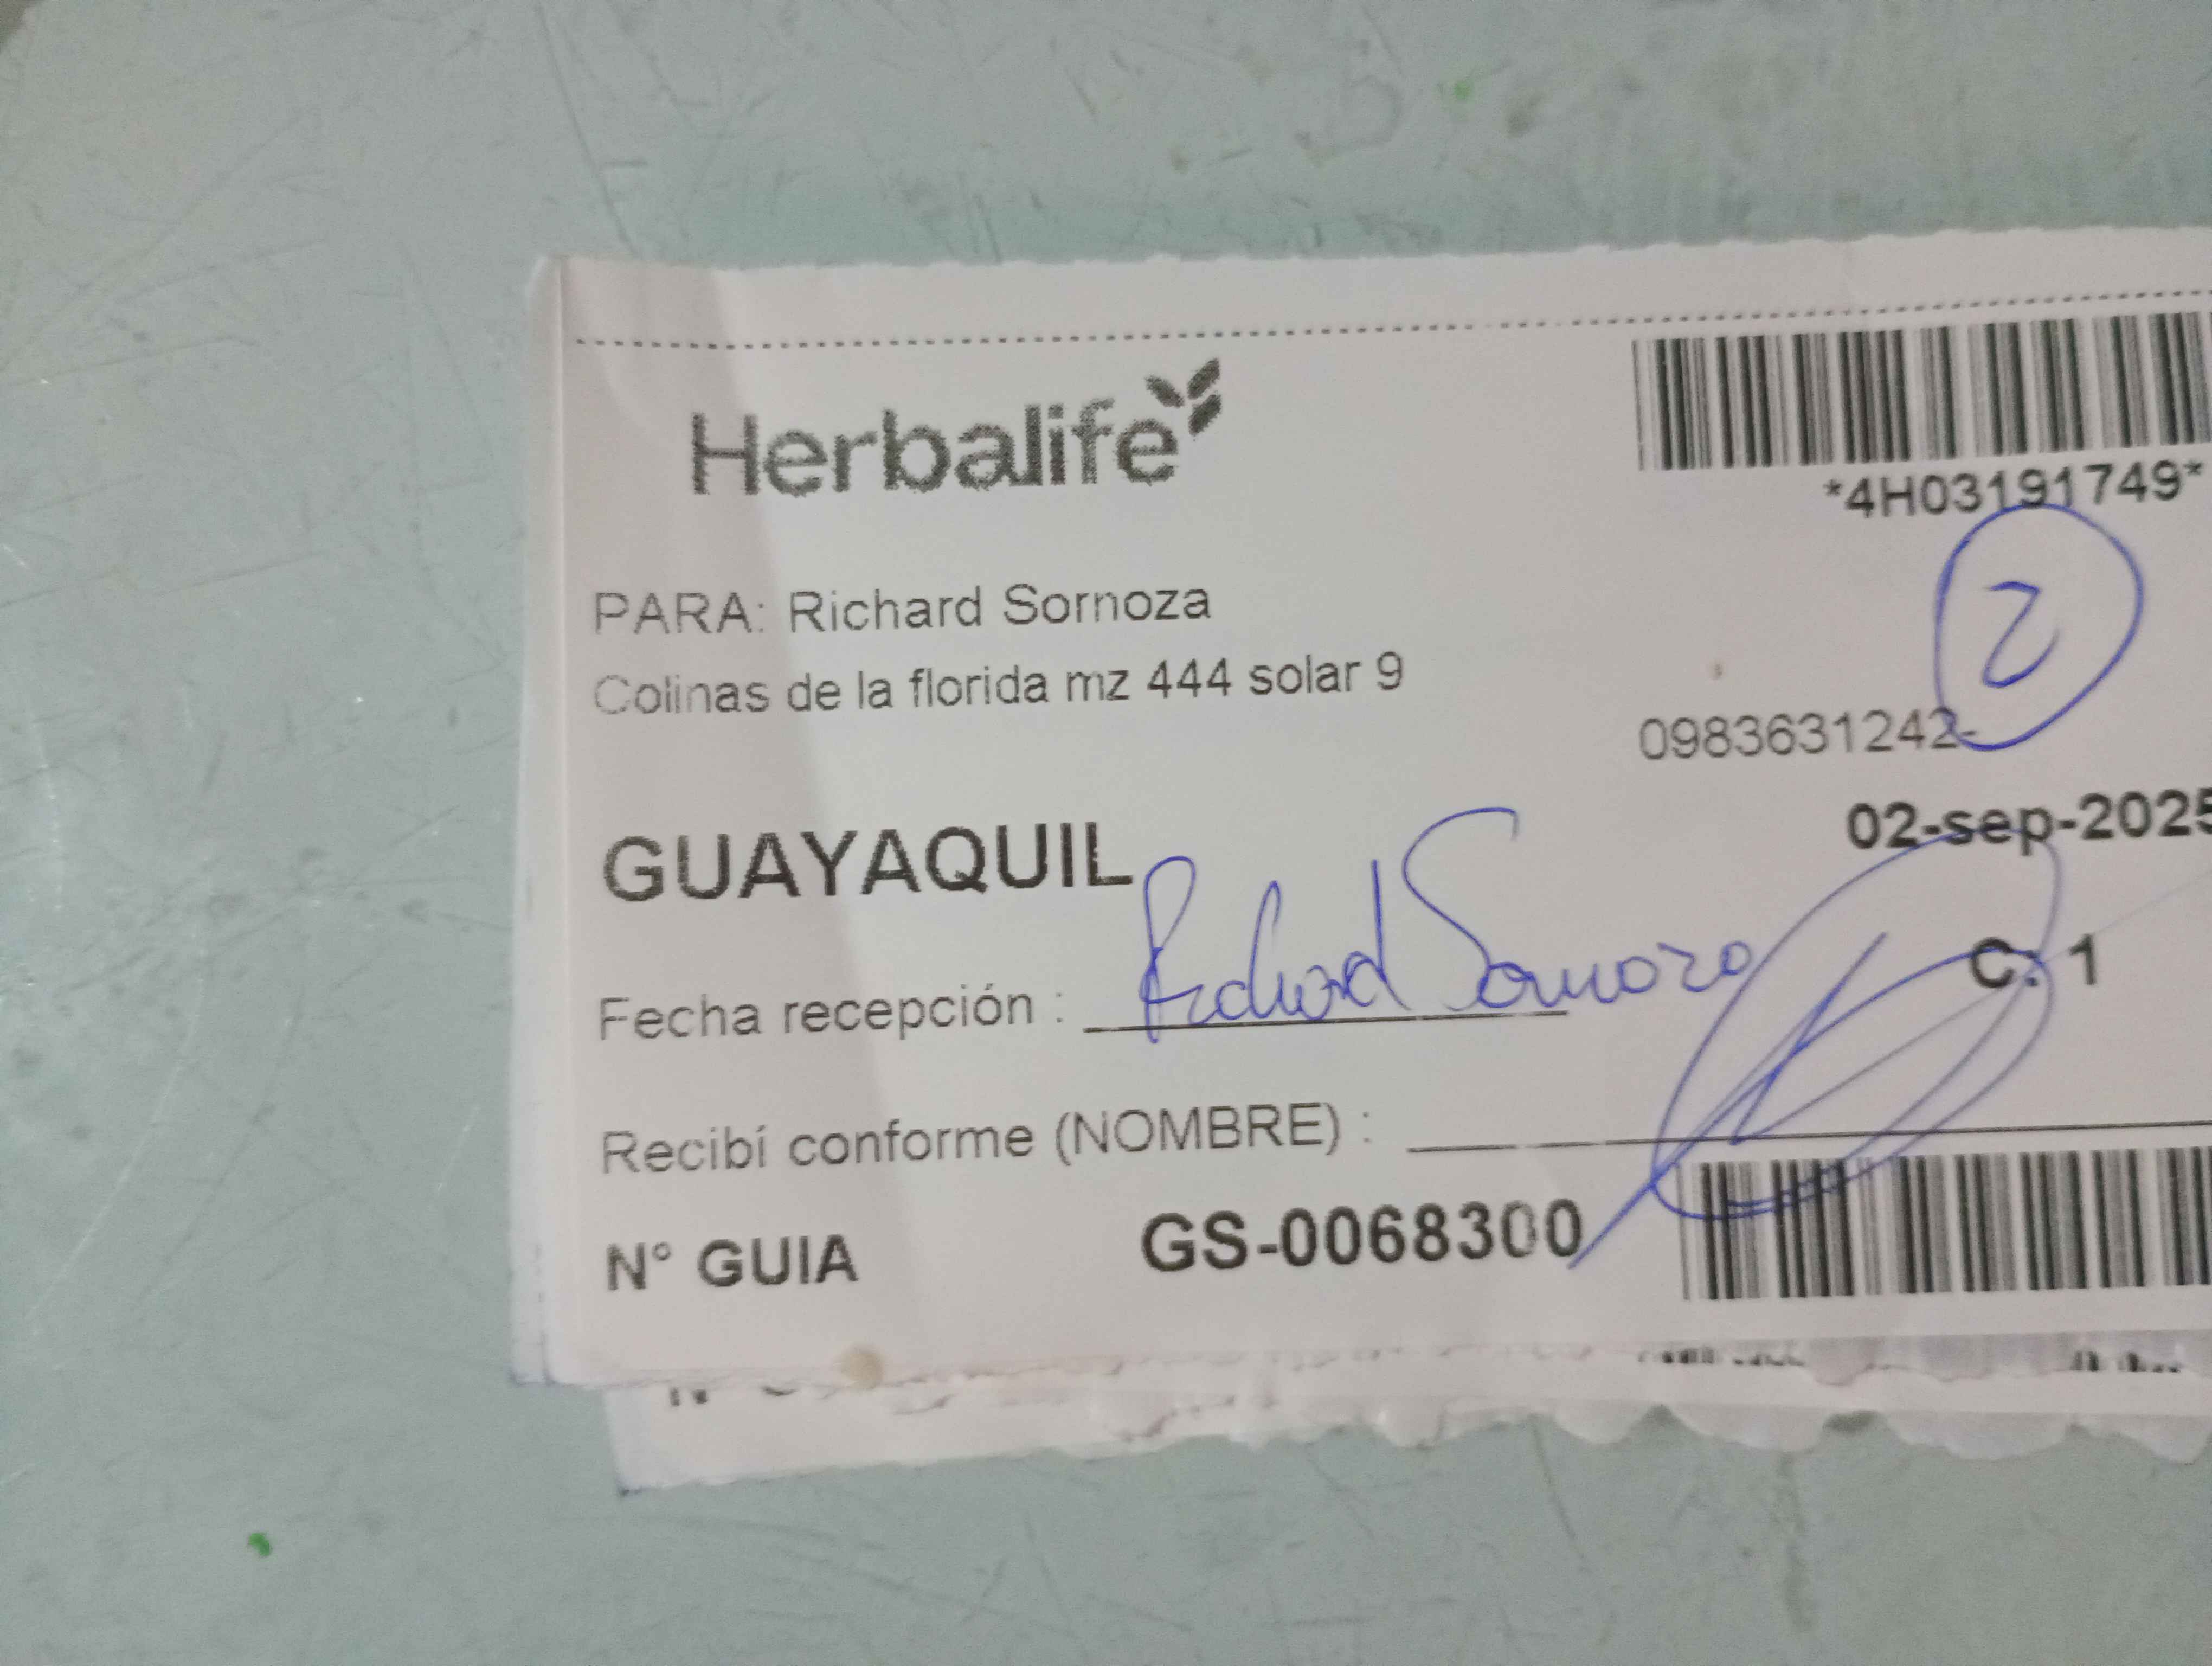 Herbalife
*4H03191749*
2
PARA: Richard Sornoza
Colinas de la florida mz 444 solar 9
0983631242-
GUAYAQUIL
02-sep-2025
C. 1
Fecha recepción : Richard Sornoza
Recibí conforme (NOMBRE) :
N° GUIA GS-0068300